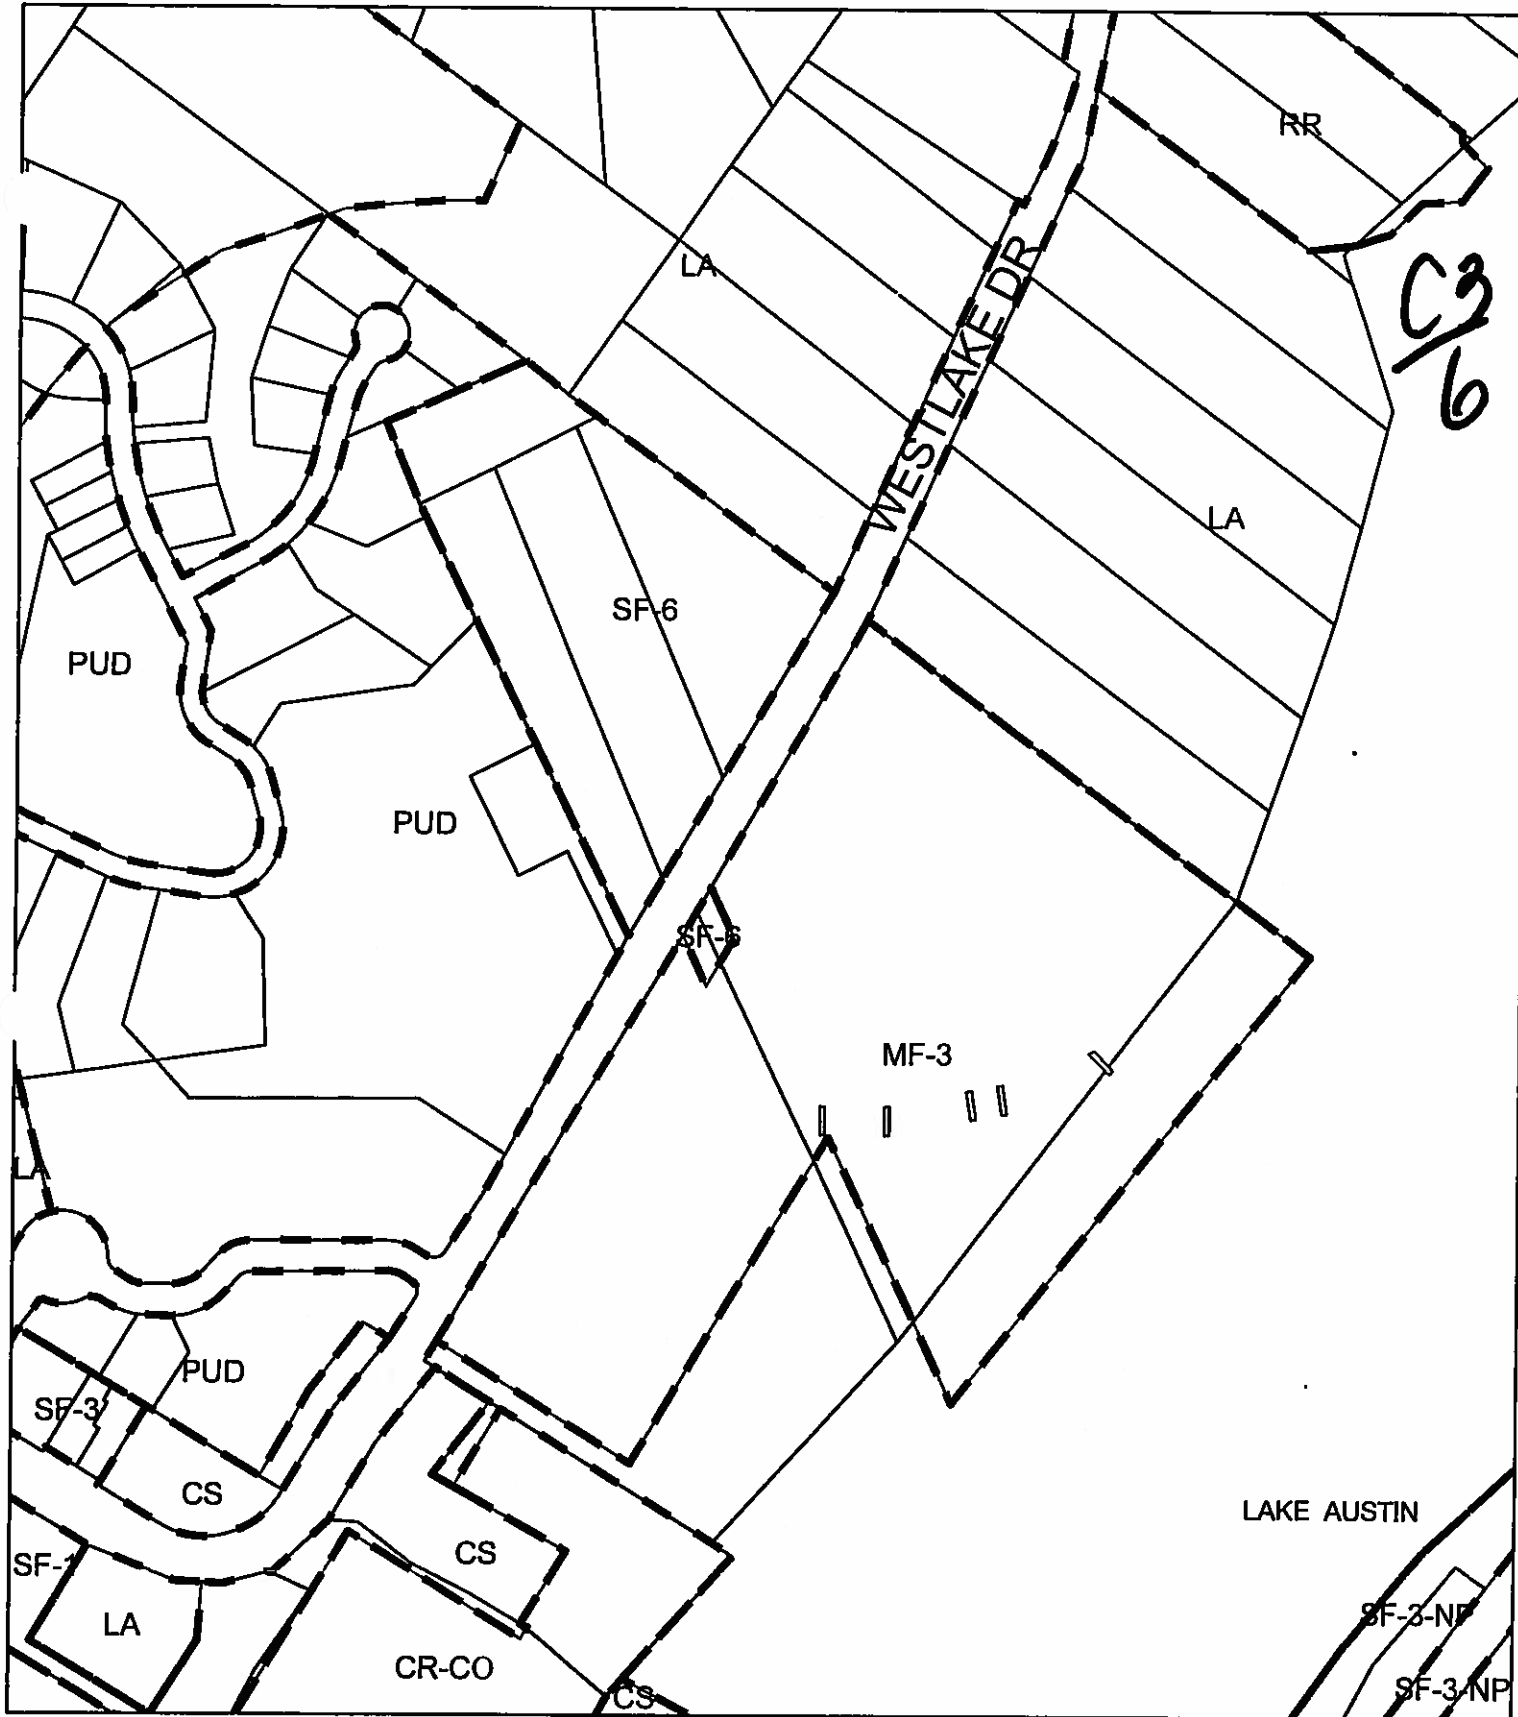 RR
LA
C3
6
WESTLAKE DR
LA
SF-6
PUD
PUD
SF-6
MF-3
LA
PUD
SF-3
CS
LAKE AUSTIN
CS
SF-1
LA
SF-3-NP
CR-CO
SF-3-NP
CS